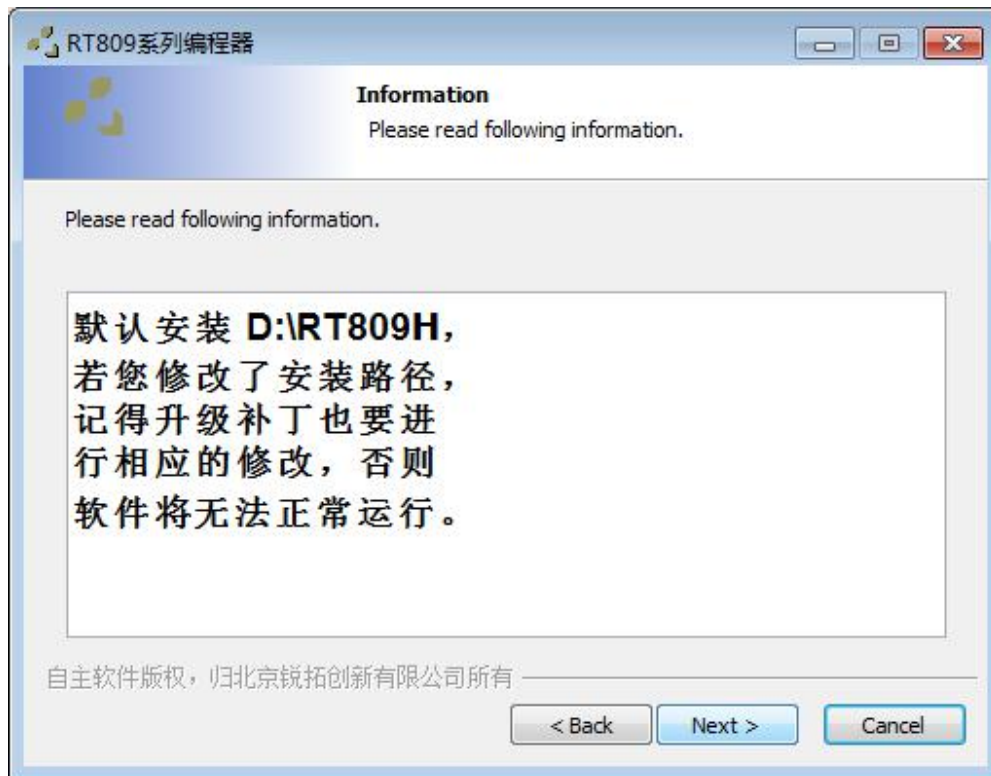 RT809系列编程器
Information
Please read following information.
Please read following information.
默认安装 D:\RT809H，
若您修改了安装路径，
记得升级补丁也要进
行相应的修改，否则
软件将无法正常运行。
自主软件版权，归北京锐拓创新有限公司所有
< Back
Next >
Cancel